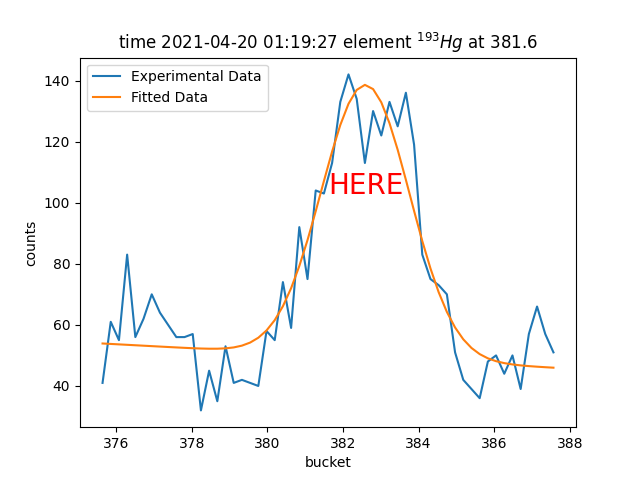 time 2021-04-20 01:19:27 element ¹⁹³Hg at 381.6
Experimental Data
Fitted Data
HERE
counts
140
120
100
80
60
40
376 378 380 382 384 386 388
bucket